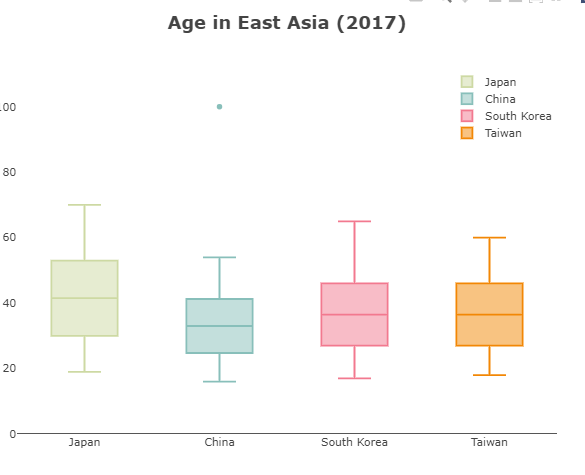 Age in East Asia (2017)
Japan
China
South Korea
Taiwan
100
80
60
40
20
0
Japan China South Korea Taiwan